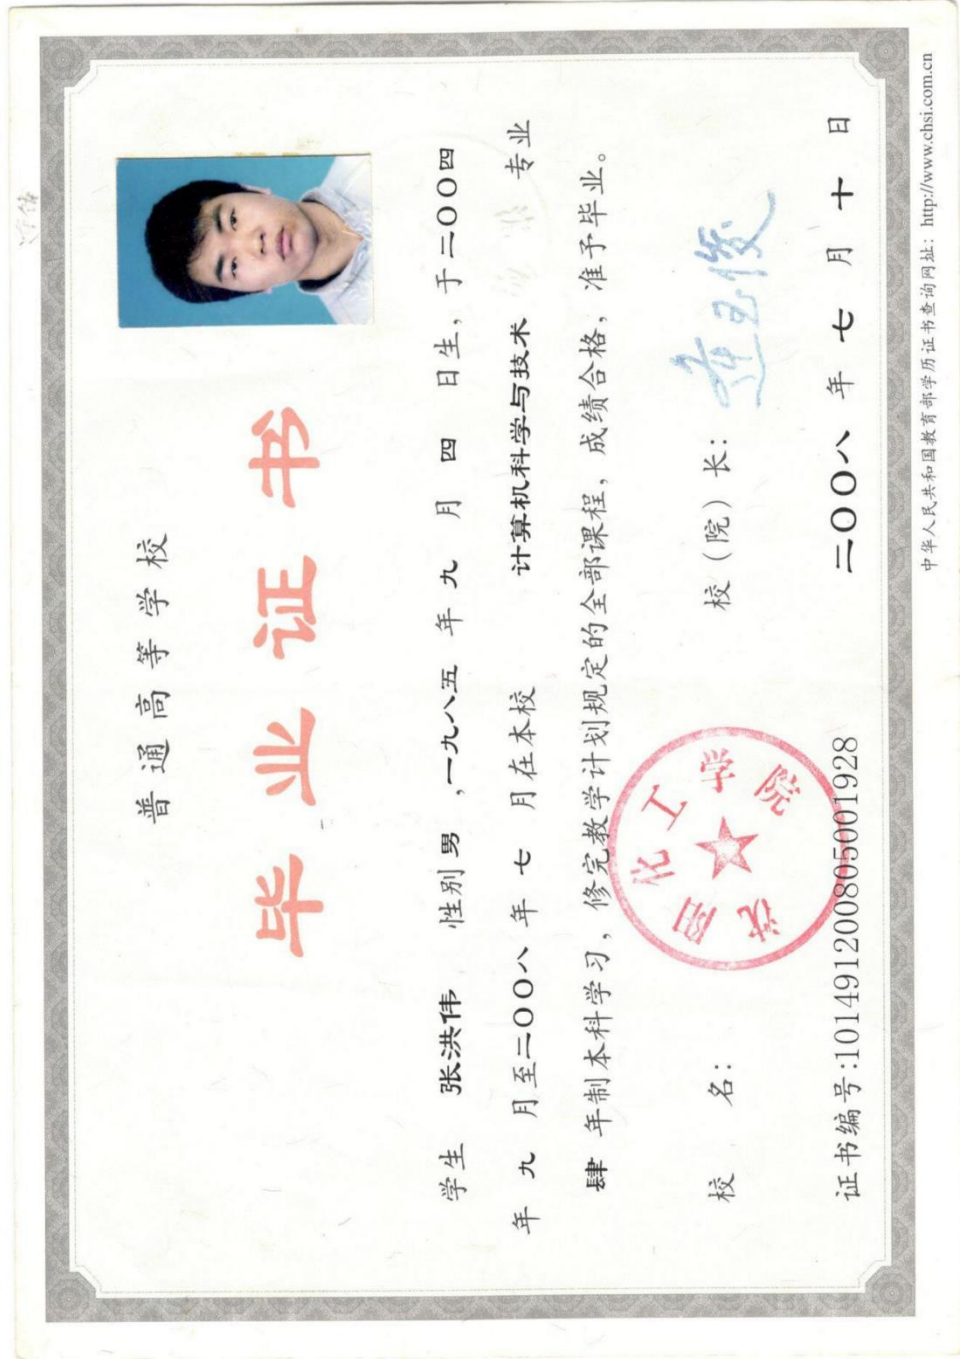 普通高等学校
毕业证书
学生 张洪伟 性别 男 ,一九八五 年 九 月 四 日生，于二〇〇四
年 九 月至二〇〇八 年 七 月在本校 计算机科学与技术 专业
肆 年制本科学习，修完教学计划规定的全部课程，成绩合格，准予毕业。
校 名： 校（院）长：
沈阳化工学院
证书编号:101491200805001928 二〇〇八 年 七 月 十 日
中华人民共和国教育部学历证书查询网址：http://www.chsi.com.cn